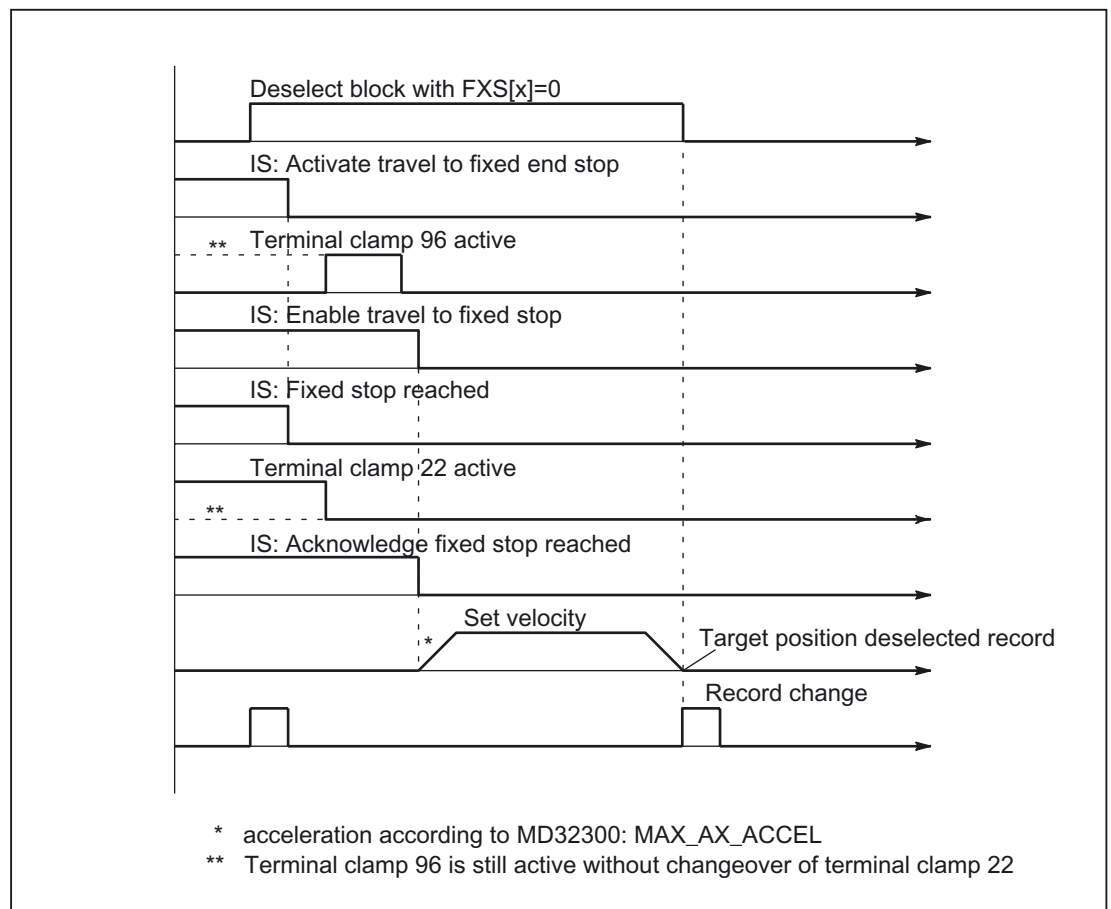 Deselect block with FXS[x]=0
IS: Activate travel to fixed end stop
** Terminal clamp 96 active
IS: Enable travel to fixed stop
IS: Fixed stop reached
Terminal clamp 22 active
**
IS: Acknowledge fixed stop reached
Set velocity
*
Target position deselected record
Record change
* acceleration according to MD32300: MAX_AX_ACCEL
** Terminal clamp 96 is still active without changeover of terminal clamp 22